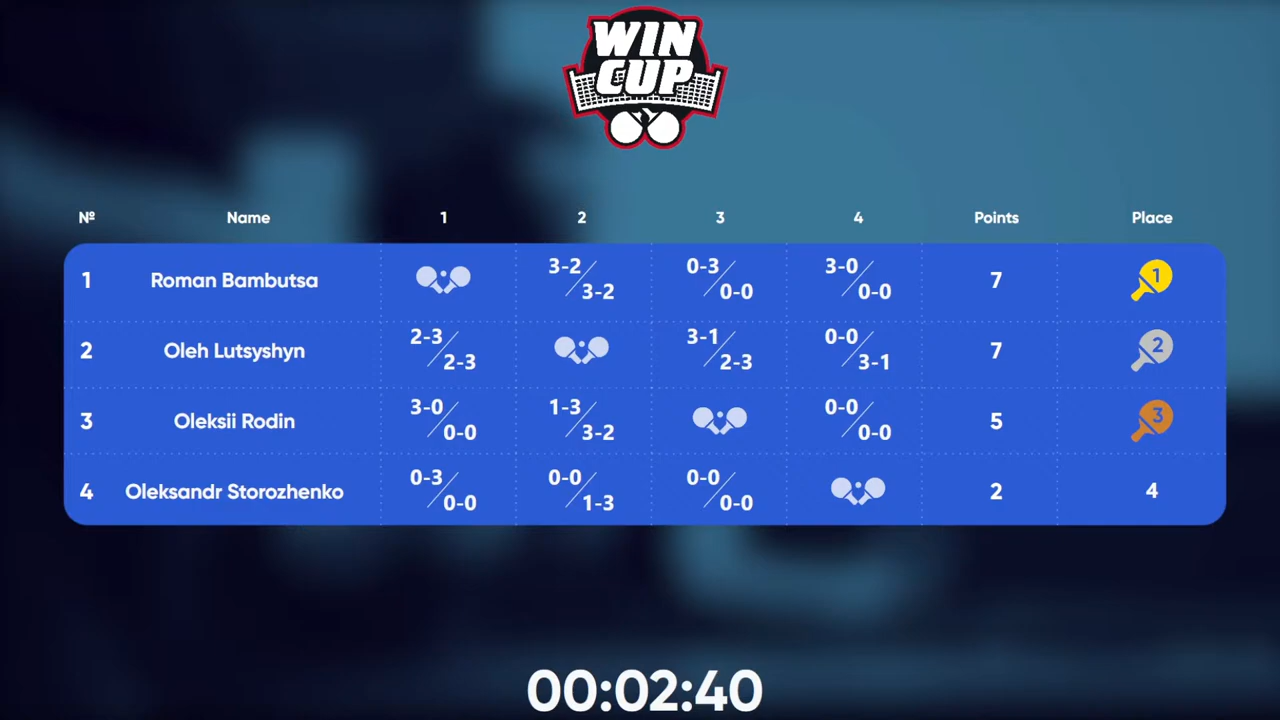 WIN
CUP
№ Name 1 2 3 4 Points Place
1 Roman Bambutsa 3-2/3-2 0-3/0-0 3-0/0-0 7 1
2 Oleh Lutsyshyn 2-3/2-3 3-1/2-3 0-0/3-1 7 2
3 Oleksii Rodin 3-0/0-0 1-3/3-2 0-0/0-0 5 3
4 Oleksandr Storozhenko 0-3/0-0 0-0/1-3 0-0/0-0 2 4
00:02:40